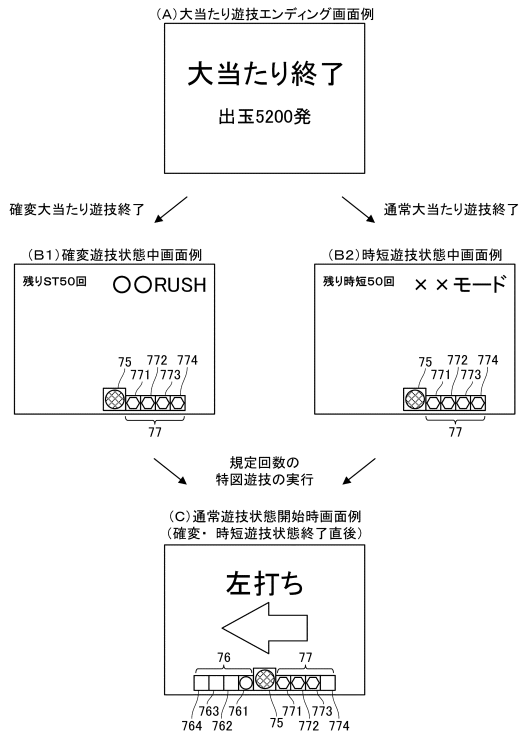 (A)大当たり遊技エンディング画面例
大当たり終了
出玉5200発
確変大当たり遊技終了
通常大当たり遊技終了
(B1)確変遊技状態中画面例
残りST50回
〇〇RUSH
75
771
772
773
774
77
(B2)時短遊技状態中画面例
残り時短50回
××モード
75
771
772
773
774
77
規定回数の
特図遊技の実行
(C)通常遊技状態開始時画面例
(確変・時短遊技状態終了直後)
左打ち
76
77
764
763
762
761
75
771
772
773
774